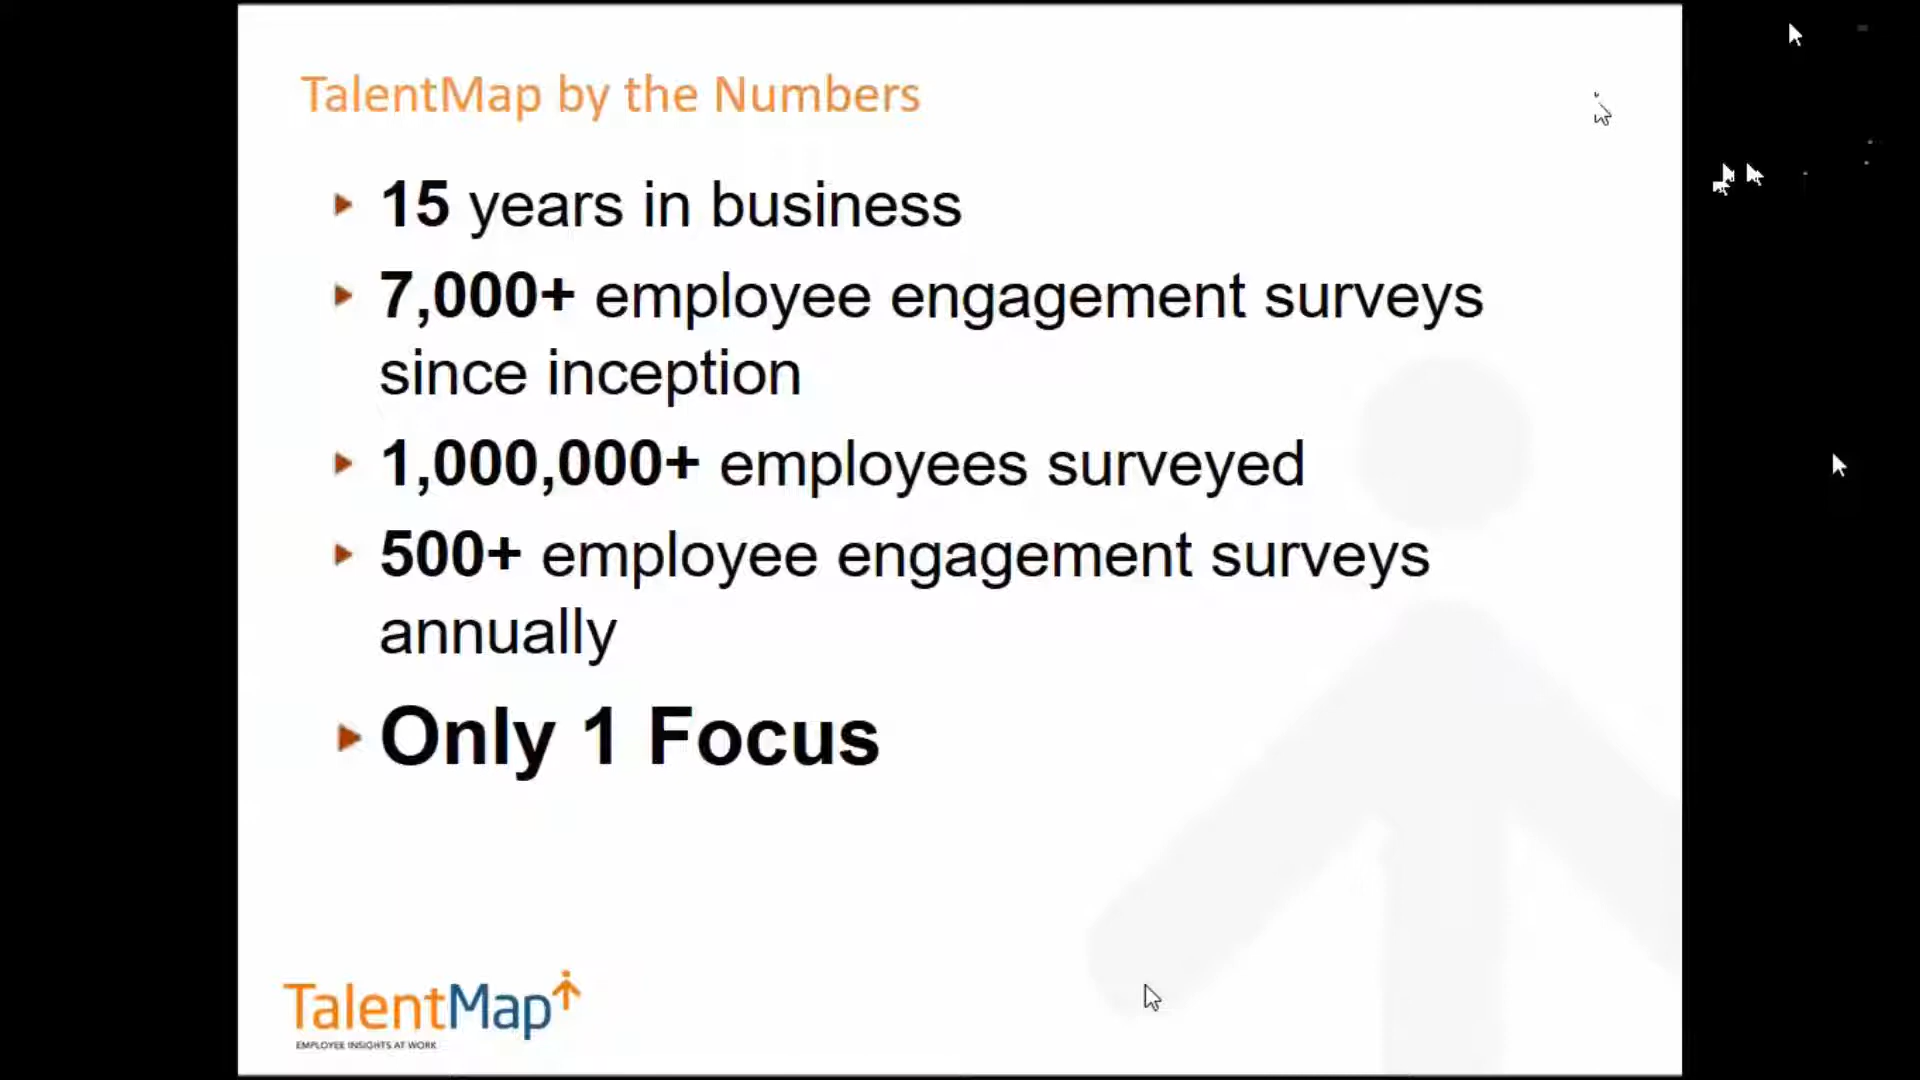 TalentMap by the Numbers
15 years in business
7,000+ employee engagement surveys
since inception
1,000,000+ employees surveyed
500+ employee engagement surveys
annually
Only 1 Focus
TalentMap
EMPLOYEE INSIGHTS AT WORK